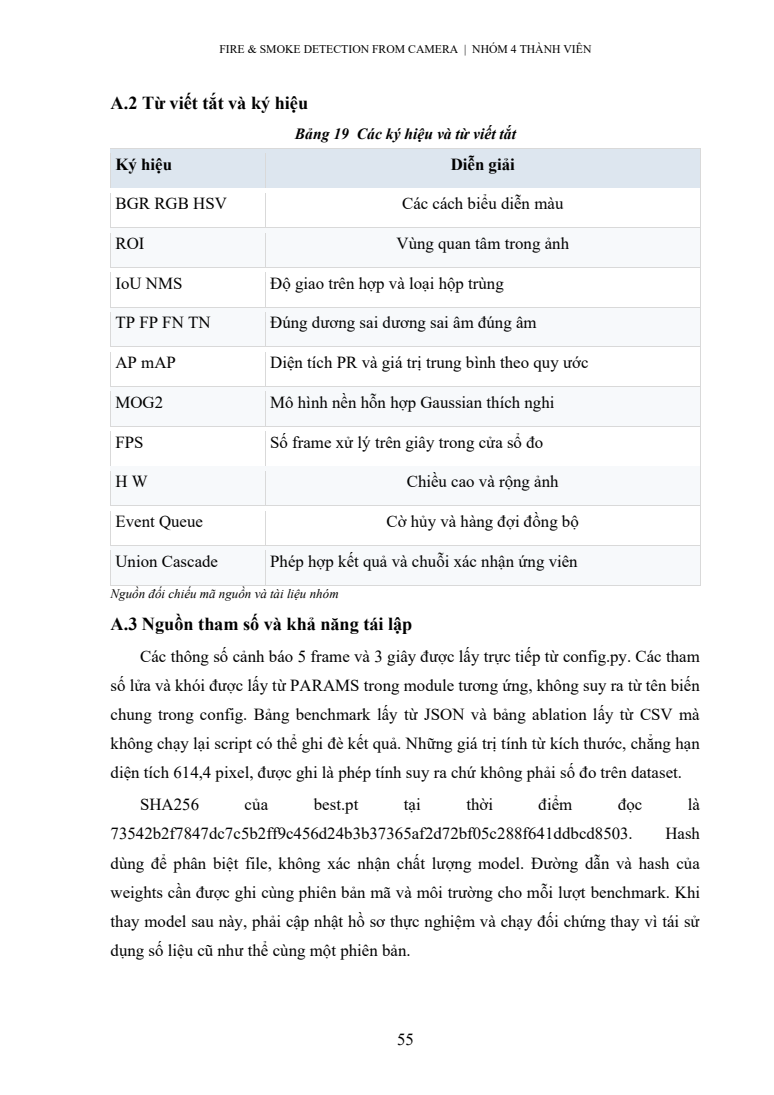 FIRE & SMOKE DETECTION FROM CAMERA | NHÓM 4 THÀNH VIÊN
A.2 Từ viết tắt và ký hiệu
Bảng 19 Các ký hiệu và từ viết tắt
Ký hiệu Diễn giải
BGR RGB HSV Các cách biểu diễn màu
ROI Vùng quan tâm trong ảnh
IoU NMS Độ giao trên hợp và loại hộp trùng
TP FP FN TN Đúng dương sai dương sai âm đúng âm
AP mAP Diện tích PR và giá trị trung bình theo quy ước
MOG2 Mô hình nền hỗn hợp Gaussian thích nghi
FPS Số frame xử lý trên giây trong cửa sổ đo
H W Chiều cao và rộng ảnh
Event Queue Cờ hủy và hàng đợi đồng bộ
Union Cascade Phép hợp kết quả và chuỗi xác nhận ứng viên
Nguồn đối chiếu mã nguồn và tài liệu nhóm
A.3 Nguồn tham số và khả năng tái lập
Các thông số cảnh báo 5 frame và 3 giây được lấy trực tiếp từ config.py. Các tham
số lửa và khói được lấy từ PARAMS trong module tương ứng, không suy ra từ tên biến
chung trong config. Bảng benchmark lấy từ JSON và bảng ablation lấy từ CSV mà
không chạy lại script có thể ghi đè kết quả. Những giá trị tính từ kích thước, chẳng hạn
diện tích 614,4 pixel, được ghi là phép tính suy ra chứ không phải số đo trên dataset.
SHA256 của best.pt tại thời điểm đọc là
73542b2f7847dc7c5b2ff9c456d24b3b37365af2d72bf05c288f641ddbcd8503. Hash
dùng để phân biệt file, không xác nhận chất lượng model. Đường dẫn và hash của
weights cần được ghi cùng phiên bản mã và môi trường cho mỗi lượt benchmark. Khi
thay model sau này, phải cập nhật hồ sơ thực nghiệm và chạy đối chứng thay vì tái sử
dụng số liệu cũ như thể cùng một phiên bản.
55